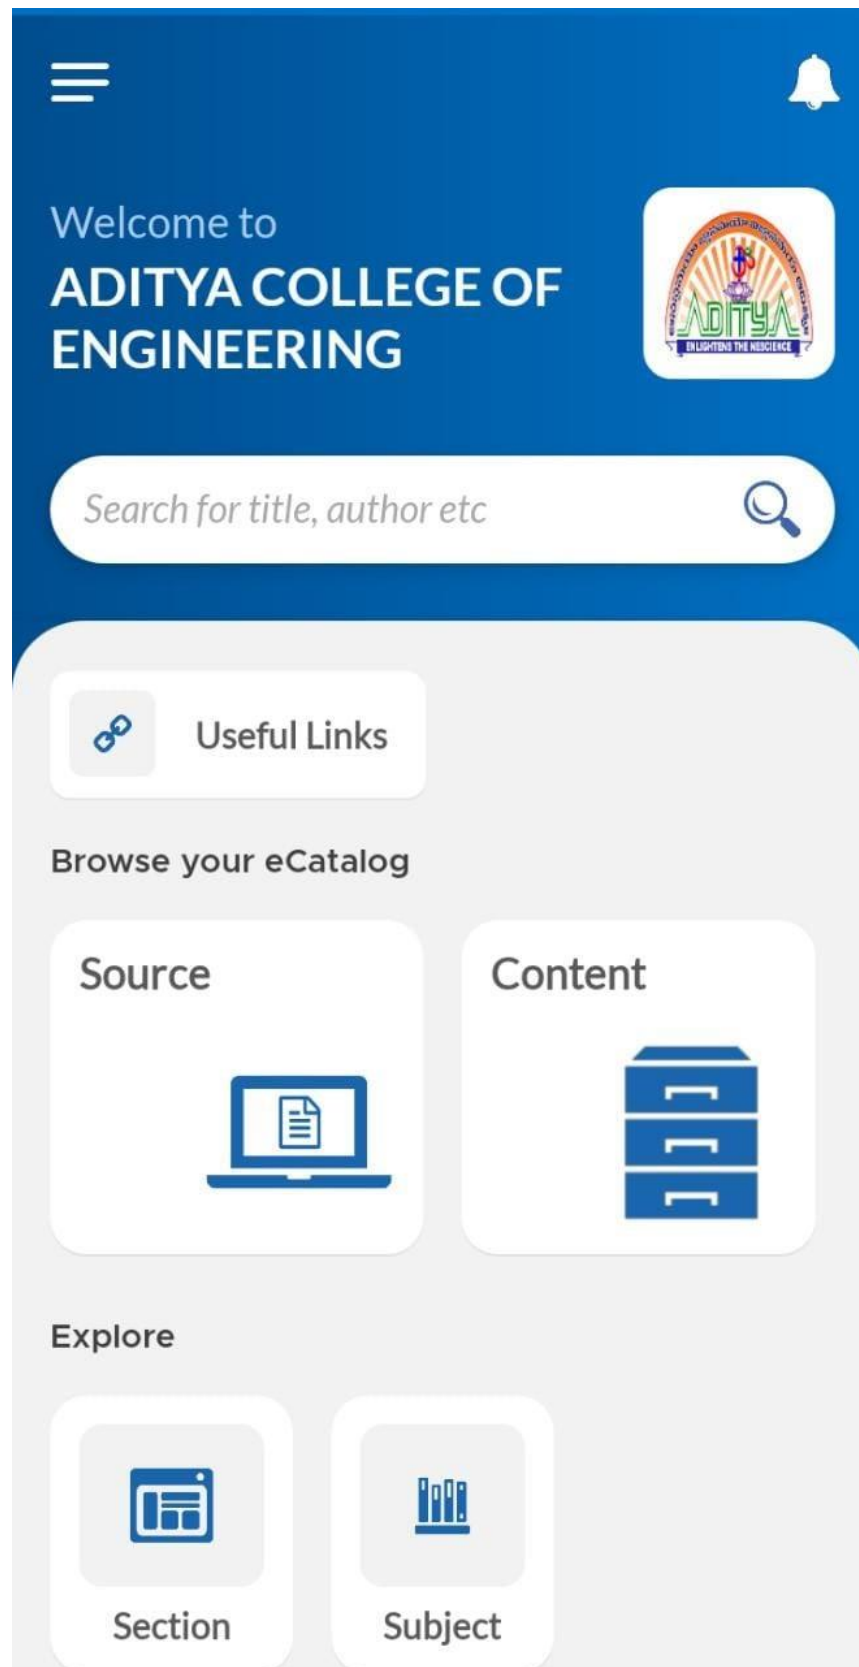 Welcome to
ADITYA COLLEGE OF
ENGINEERING
ADITYA
ENLIGHTENS THE NESCIENCE
Search for title, author etc
Useful Links
Browse your eCatalog
Source
Content
Explore
Section
Subject